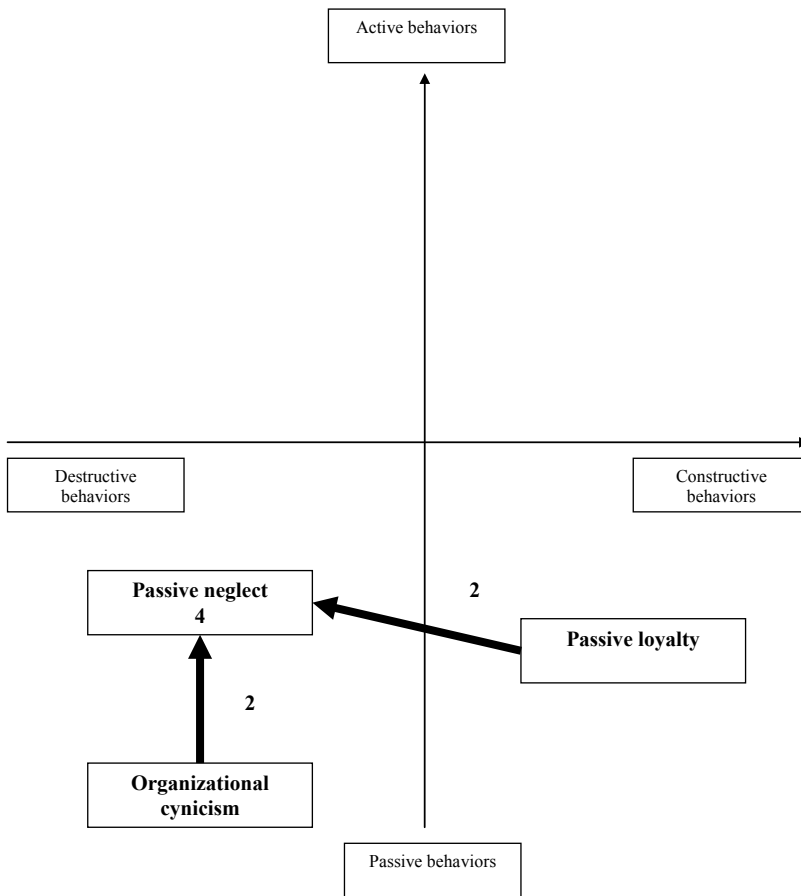 Active behaviors
Destructive
behaviors
Constructive
behaviors
Passive neglect
4
2
Passive loyalty
2
Organizational
cynicism
Passive behaviors